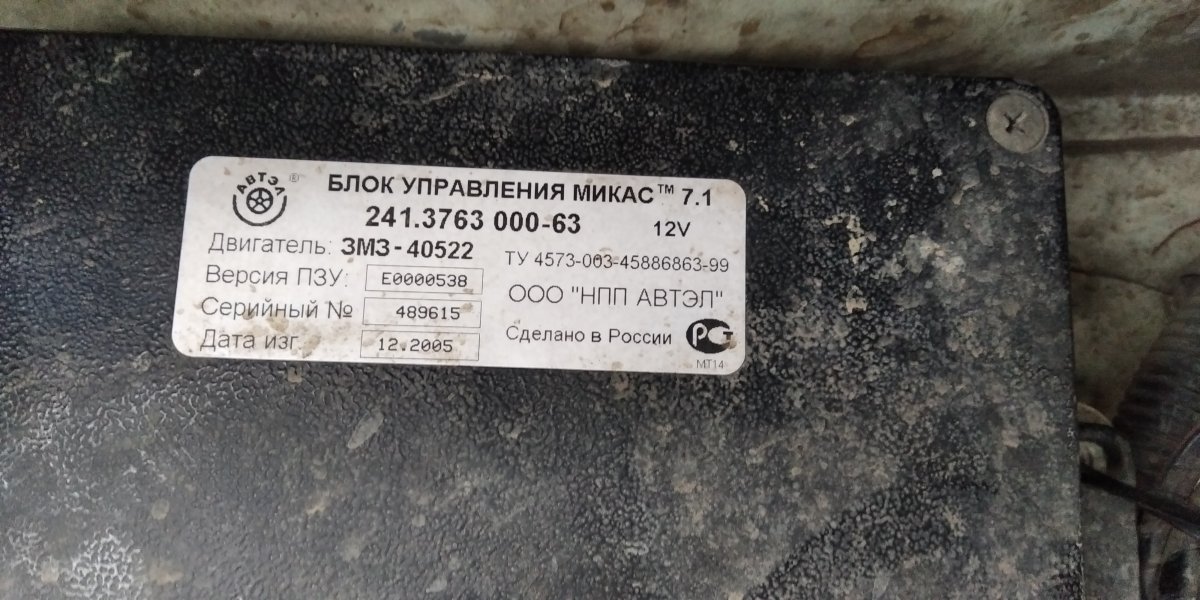 АВТЭЛ ®
БЛОК УПРАВЛЕНИЯ МИКАС™ 7.1
241.3763 000-63 12V
Двигатель: ЗМЗ-40522
ТУ 4573-003-45886863-99
Версия ПЗУ: E0000538
ООО "НПП АВТЭЛ"
Серийный № 489615
Сделано в России РСТ
Дата изг. 12.2005
МТ14